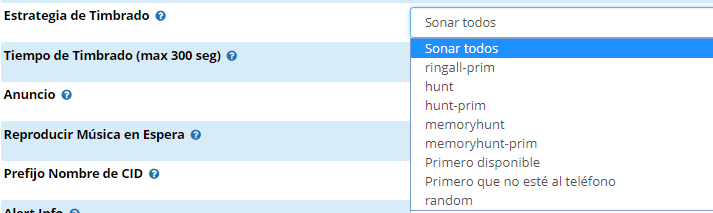 Estrategia de Timbrado
Sonar todos
Sonar todos
Tiempo de Timbrado (max 300 seg)
ringall-prim
hunt
Anuncio
hunt-prim
memoryhunt
Reproducir Música en Espera
memoryhunt-prim
Primero disponible
Prefijo Nombre de CID
Primero que no esté al teléfono
random
Alert Info